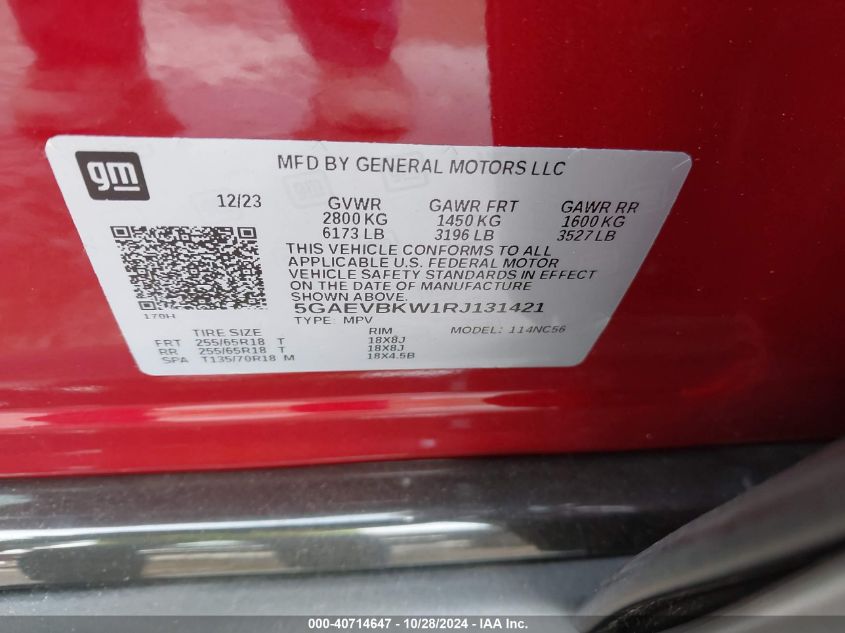 gm
MFD BY GENERAL MOTORS LLC
12/23 GVWR GAWR FRT GAWR RR
2800 KG 1450 KG 1600 KG
6173 LB 3196 LB 3527 LB
THIS VEHICLE CONFORMS TO ALL
APPLICABLE U.S. FEDERAL MOTOR
VEHICLE SAFETY STANDARDS IN EFFECT
ON THE DATE OF MANUFACTURE
SHOWN ABOVE.
170H 5GAEVBKW1RJ131421
TYPE: MPV MODEL: 114NC56
TIRE SIZE RIM
FRT 255/65R18 T 18X8J
RR 255/65R18 T 18X8J
SPA T135/70R18 M 18X4.5B
000-40714647 - 10/28/2024 - IAA Inc.